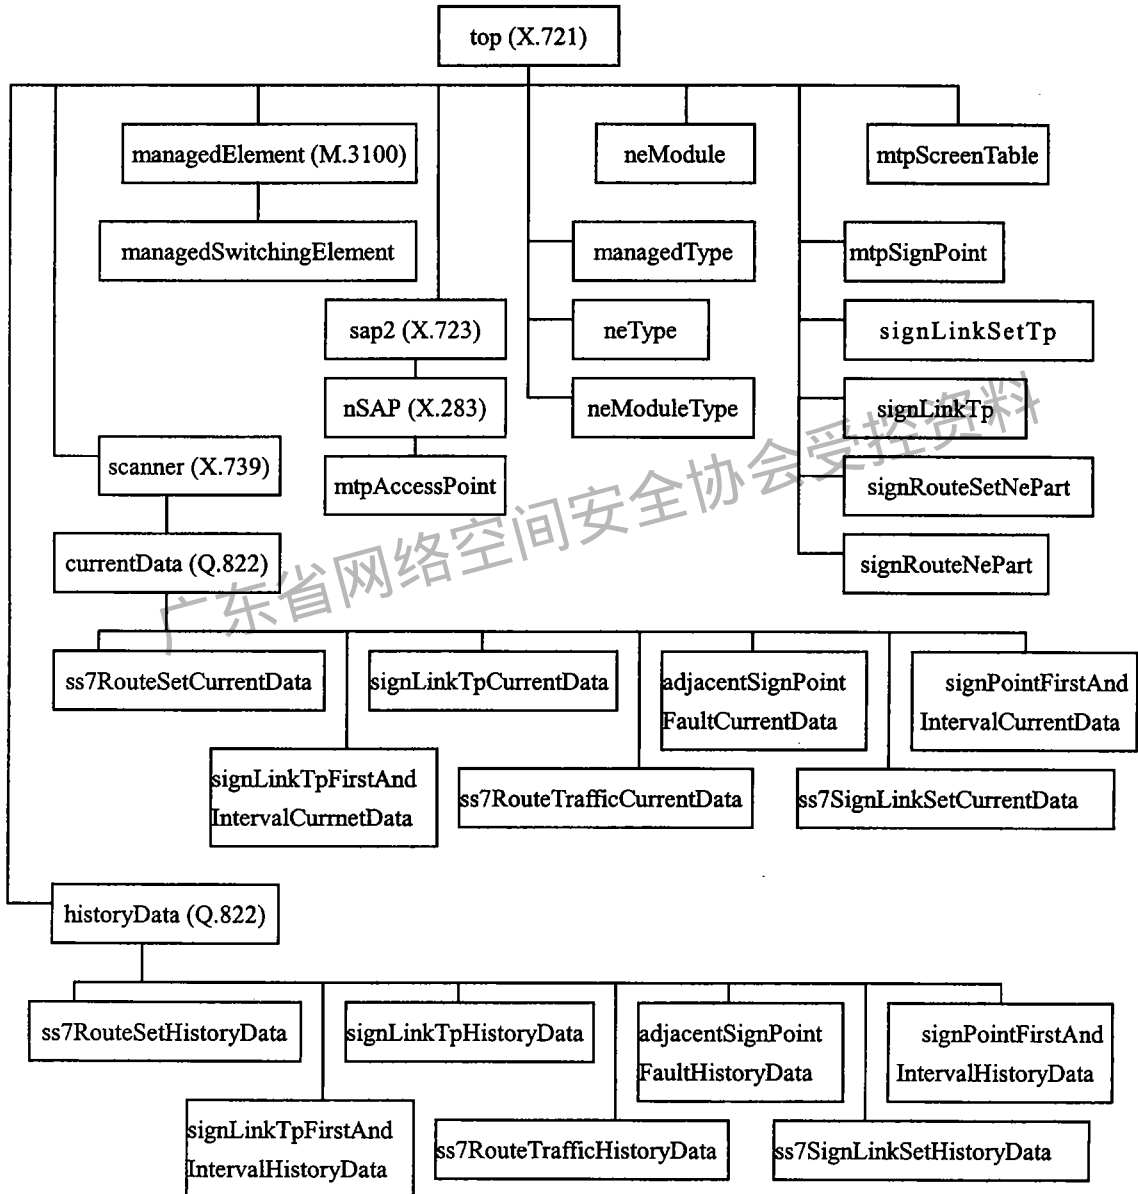 top (X.721)
managedElement (M.3100)
neModule
mtpScreenTable
managedSwitchingElement
managedType
mtpSignPoint
sap2 (X.723)
neType
signLinkSetTp
nSAP (X.283)
neModuleType
signLinkTp
scanner (X.739)
mtpAccessPoint
signRouteSetNePart
currentData (Q.822)
signRouteNePart
广东省网络空间安全协会受控资料
ss7RouteSetCurrentData
signLinkTpCurrentData
adjacentSignPoint
FaultCurrentData
signPointFirstAnd
IntervalCurrentData
signLinkTpFirstAnd
IntervalCurrnetData
ss7RouteTrafficCurrentData
ss7SignLinkSetCurrentData
historyData (Q.822)
ss7RouteSetHistoryData
signLinkTpHistoryData
adjacentSignPoint
FaultHistoryData
signPointFirstAnd
IntervalHistoryData
signLinkTpFirstAnd
IntervalHistoryData
ss7RouteTrafficHistoryData
ss7SignLinkSetHistoryData